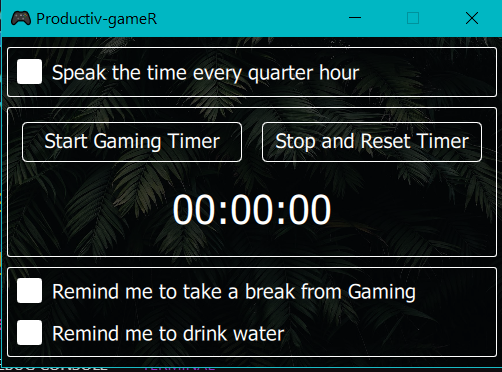 Productiv-gameR
Speak the time every quarter hour
Start Gaming Timer
Stop and Reset Timer
00:00:00
Remind me to take a break from Gaming
Remind me to drink water
TERMINAL